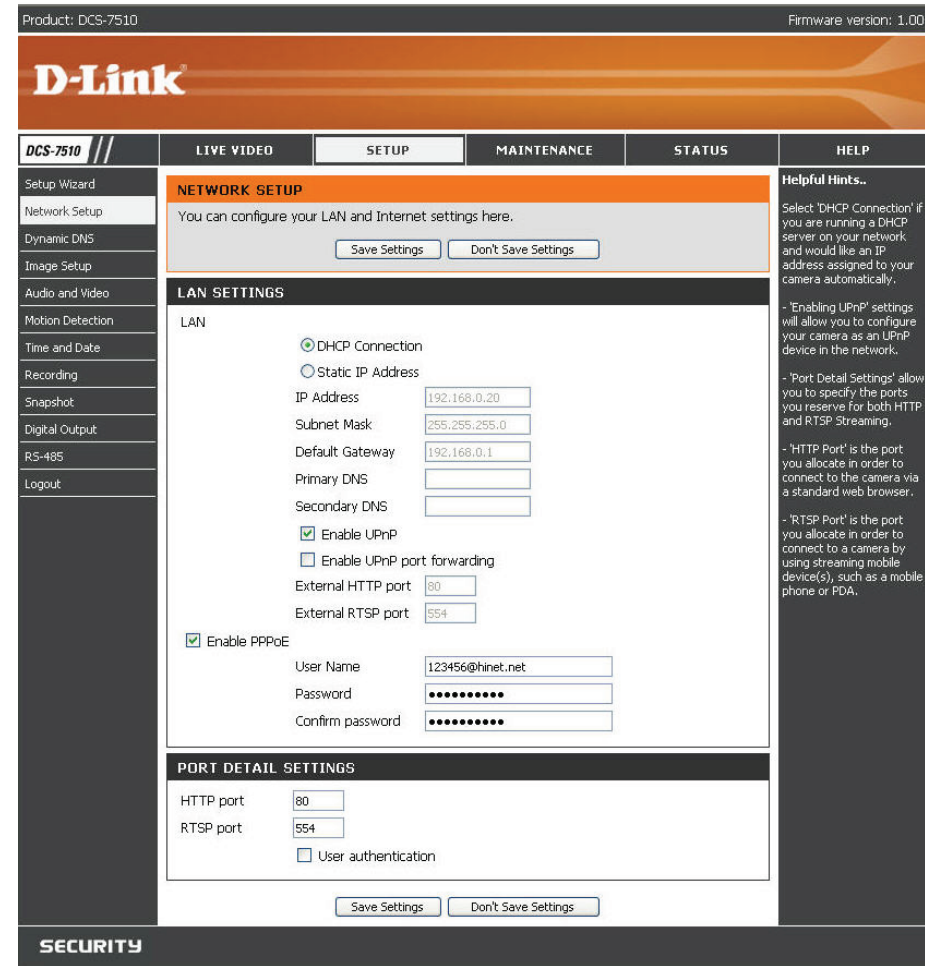 Product: DCS-7510
Firmware version: 1.00
D-Link®
DCS-7510
LIVE VIDEO
SETUP
MAINTENANCE
STATUS
HELP
Setup Wizard
Network Setup
Dynamic DNS
Image Setup
Audio and Video
Motion Detection
Time and Date
Recording
Snapshot
Digital Output
RS-485
Logout
NETWORK SETUP
You can configure your LAN and Internet settings here.
Save Settings
Don't Save Settings
LAN SETTINGS
LAN
DHCP Connection
Static IP Address
IP Address 192.168.0.20
Subnet Mask 255.255.255.0
Default Gateway 192.168.0.1
Primary DNS
Secondary DNS
Enable UPnP
Enable UPnP port forwarding
External HTTP port 80
External RTSP port 554
Enable PPPoE
User Name 123456@hinet.net
Password ●●●●●●●●●●
Confirm password ●●●●●●●●●●
PORT DETAIL SETTINGS
HTTP port 80
RTSP port 554
User authentication
Save Settings
Don't Save Settings
Helpful Hints..
Select 'DHCP Connection' if
you are running a DHCP
server on your network
and would like an IP
address assigned to your
camera automatically.
- 'Enabling UPnP' settings
will allow you to configure
your camera as an UPnP
device in the network.
- 'Port Detail Settings' allow
you to specify the ports
you reserve for both HTTP
and RTSP Streaming.
- 'HTTP Port' is the port
you allocate in order to
connect to the camera via
a standard web browser.
- 'RTSP Port' is the port
you allocate in order to
connect to a camera by
using streaming mobile
device(s), such as a mobile
phone or PDA.
SECURITY